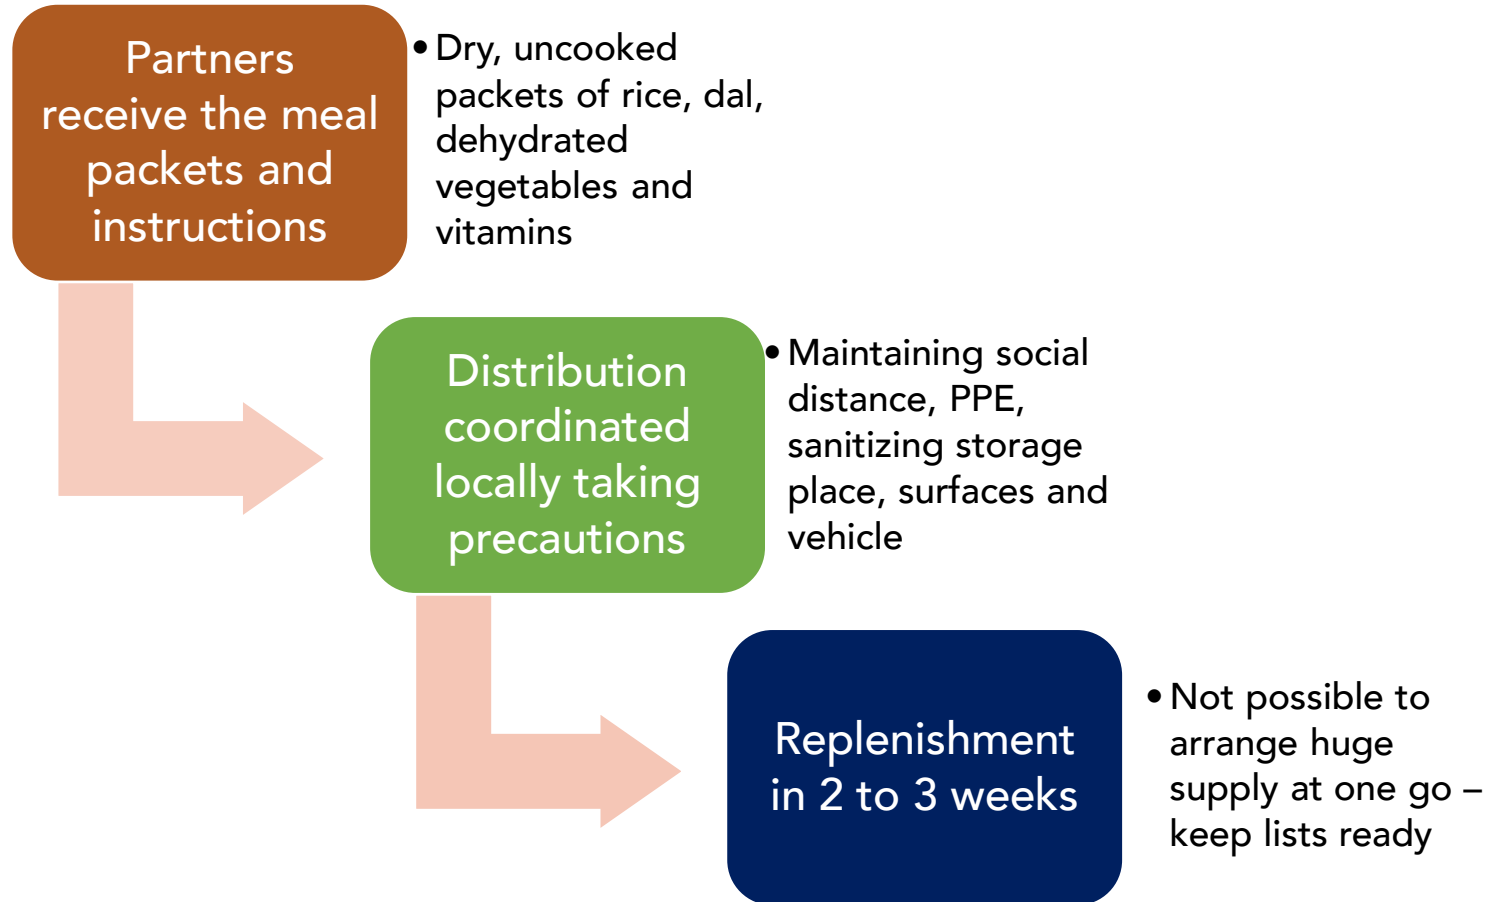 Partners
receive the meal
packets and
instructions
• Dry, uncooked
packets of rice, dal,
dehydrated
vegetables and
vitamins
Distribution
coordinated
locally taking
precautions
• Maintaining social
distance, PPE,
sanitizing storage
place, surfaces and
vehicle
Replenishment
in 2 to 3 weeks
• Not possible to
arrange huge
supply at one go –
keep lists ready